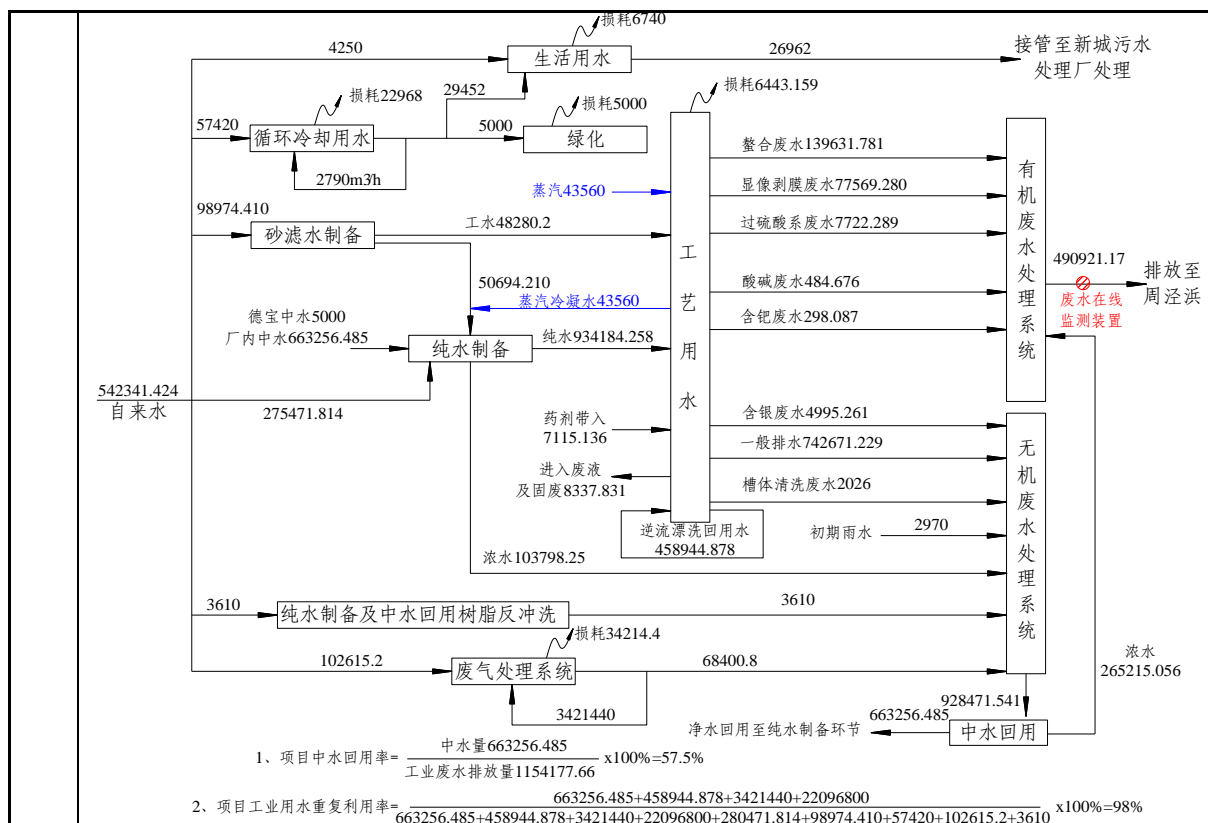 损耗6740
4250
生活用水
26962
接管至新城污水
处理厂处理
损耗22968
29452
损耗5000
损耗6443.159
57420
循环冷却用水
5000
绿化
2790m3/h
螯合废水139631.781
有机废水处理系统
蒸汽43560
显像剥膜废水77569.280
98974.410
砂滤水制备
工水48280.2
工艺用水
过硫酸系废水7722.289
50694.210
490921.17
排放至
周泾浜
蒸汽冷凝水43560
酸碱废水484.676
废水在线
监测装置
德宝中水5000
厂内中水663256.485
纯水制备
纯水934184.258
含钯废水298.087
542341.424
自来水
275471.814
药剂带入
7115.136
含银废水4995.261
一般排水742671.229
无机废水处理系统
进入废液
及固废8337.831
槽体清洗废水2026
逆流漂洗回用水
458944.878
初期雨水
2970
浓水103798.25
3610
纯水制备及中水回用树脂反冲洗
3610
损耗34214.4
102615.2
废气处理系统
68400.8
浓水
265215.056
3421440
928471.541
663256.485
净水回用至纯水制备环节
中水回用
1、项目中水回用率=
中水量663256.485
工业废水排放量1154177.66
x100%=57.5%
2、项目工业用水重复利用率=
663256.485+458944.878+3421440+22096800
663256.485+458944.878+3421440+22096800+280471.814+98974.410+57420+102615.2+3610
x100%=98%